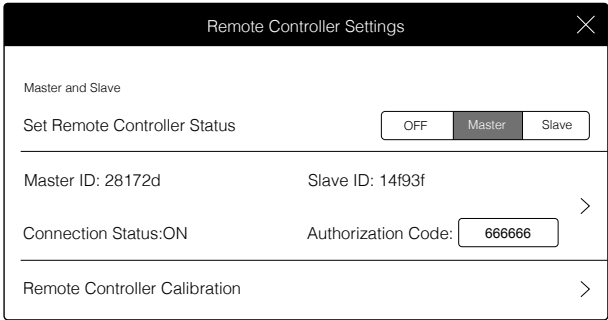 Remote Controller Settings
Master and Slave
Set Remote Controller Status OFF Master Slave
Master ID: 28172d Slave ID: 14f93f
Connection Status:ON Authorization Code: 666666
Remote Controller Calibration